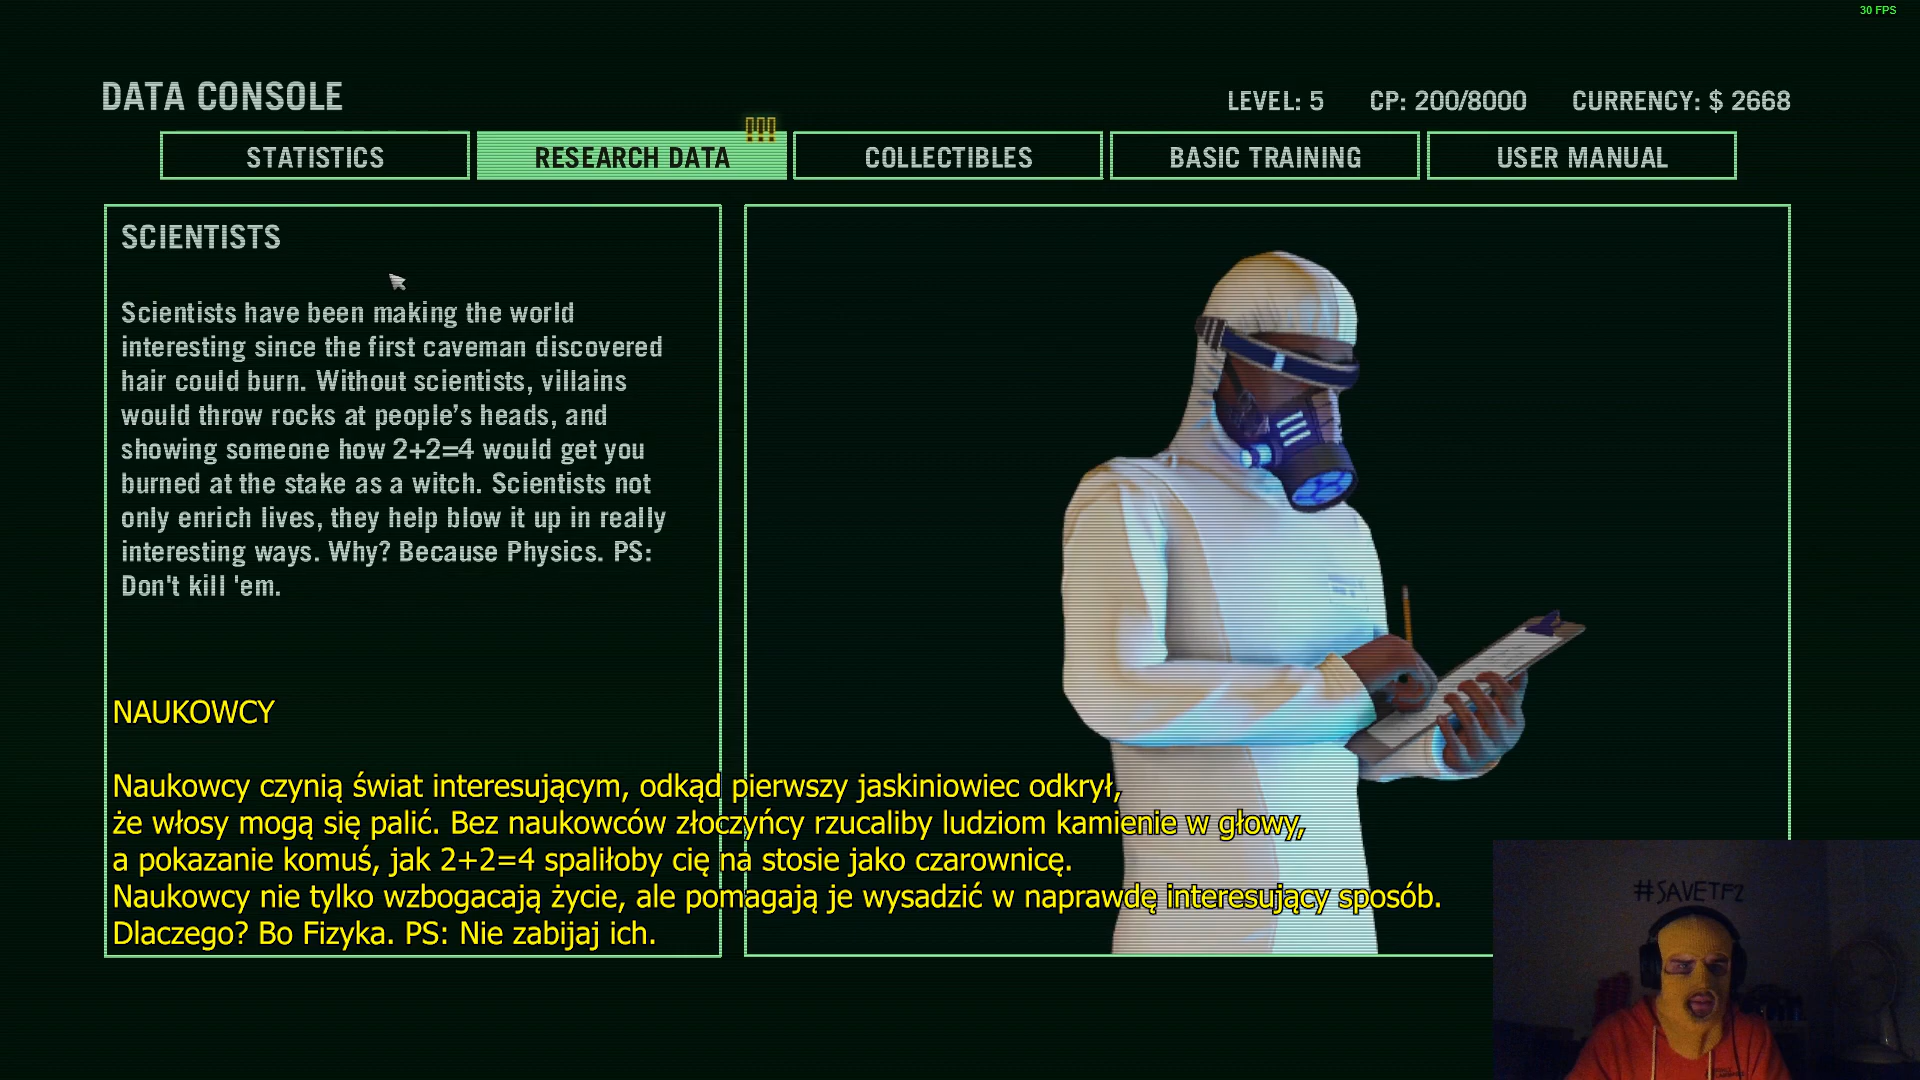 30 FPS
DATA CONSOLE
LEVEL: 5 CP: 200/8000 CURRENCY: $ 2668
!!!
STATISTICS RESEARCH DATA COLLECTIBLES BASIC TRAINING USER MANUAL
SCIENTISTS
Scientists have been making the world
interesting since the first caveman discovered
hair could burn. Without scientists, villains
would throw rocks at people’s heads, and
showing someone how 2+2=4 would get you
burned at the stake as a witch. Scientists not
only enrich lives, they help blow it up in really
interesting ways. Why? Because Physics. PS:
Don't kill 'em.
NAUKOWCY
Naukowcy czynią świat interesującym, odkąd pierwszy jaskiniowiec odkrył,
że włosy mogą się palić. Bez naukowców złoczyńcy rzucaliby ludziom kamienie w głowy,
a pokazanie komuś, jak 2+2=4 spaliłoby cię na stosie jako czarownicę.
Naukowcy nie tylko wzbogacają życie, ale pomagają je wysadzić w naprawdę interesujący sposób.
Dlaczego? Bo Fizyka. PS: Nie zabijaj ich.
#SAVETF2